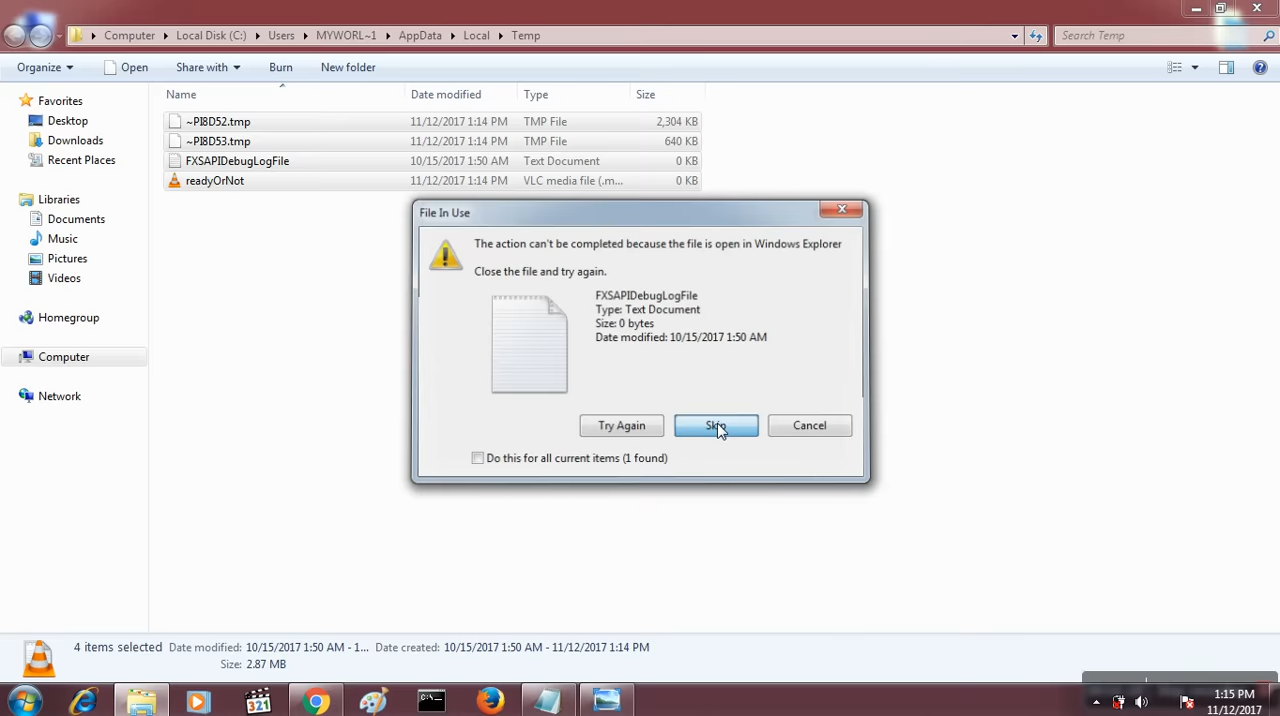 Computer Local Disk (C:) Users MYWORL~1 AppData Local Temp Search Temp
Organize Open Share with Burn New folder
Name Date modified Type Size
Favorites
Desktop
Downloads
Recent Places
Libraries
Documents
Music
Pictures
Videos
Homegroup
Computer
Network
~PI8D52.tmp 11/12/2017 1:14 PM TMP File 2,304 KB
~PI8D53.tmp 11/12/2017 1:14 PM TMP File 640 KB
FXSAPIDebugLogFile 10/15/2017 1:50 AM Text Document 0 KB
readyOrNot 11/12/2017 1:14 PM VLC media file (.m... 0 KB
File In Use
The action can't be completed because the file is open in Windows Explorer
Close the file and try again.
FXSAPIDebugLogFile
Type: Text Document
Size: 0 bytes
Date modified: 10/15/2017 1:50 AM
Try Again Skip Cancel
Do this for all current items (1 found)
4 items selected Date modified: 10/15/2017 1:50 AM - 1... Date created: 10/15/2017 1:50 AM - 11/12/2017 1:14 PM
Size: 2.87 MB
321
1:15 PM
11/12/2017